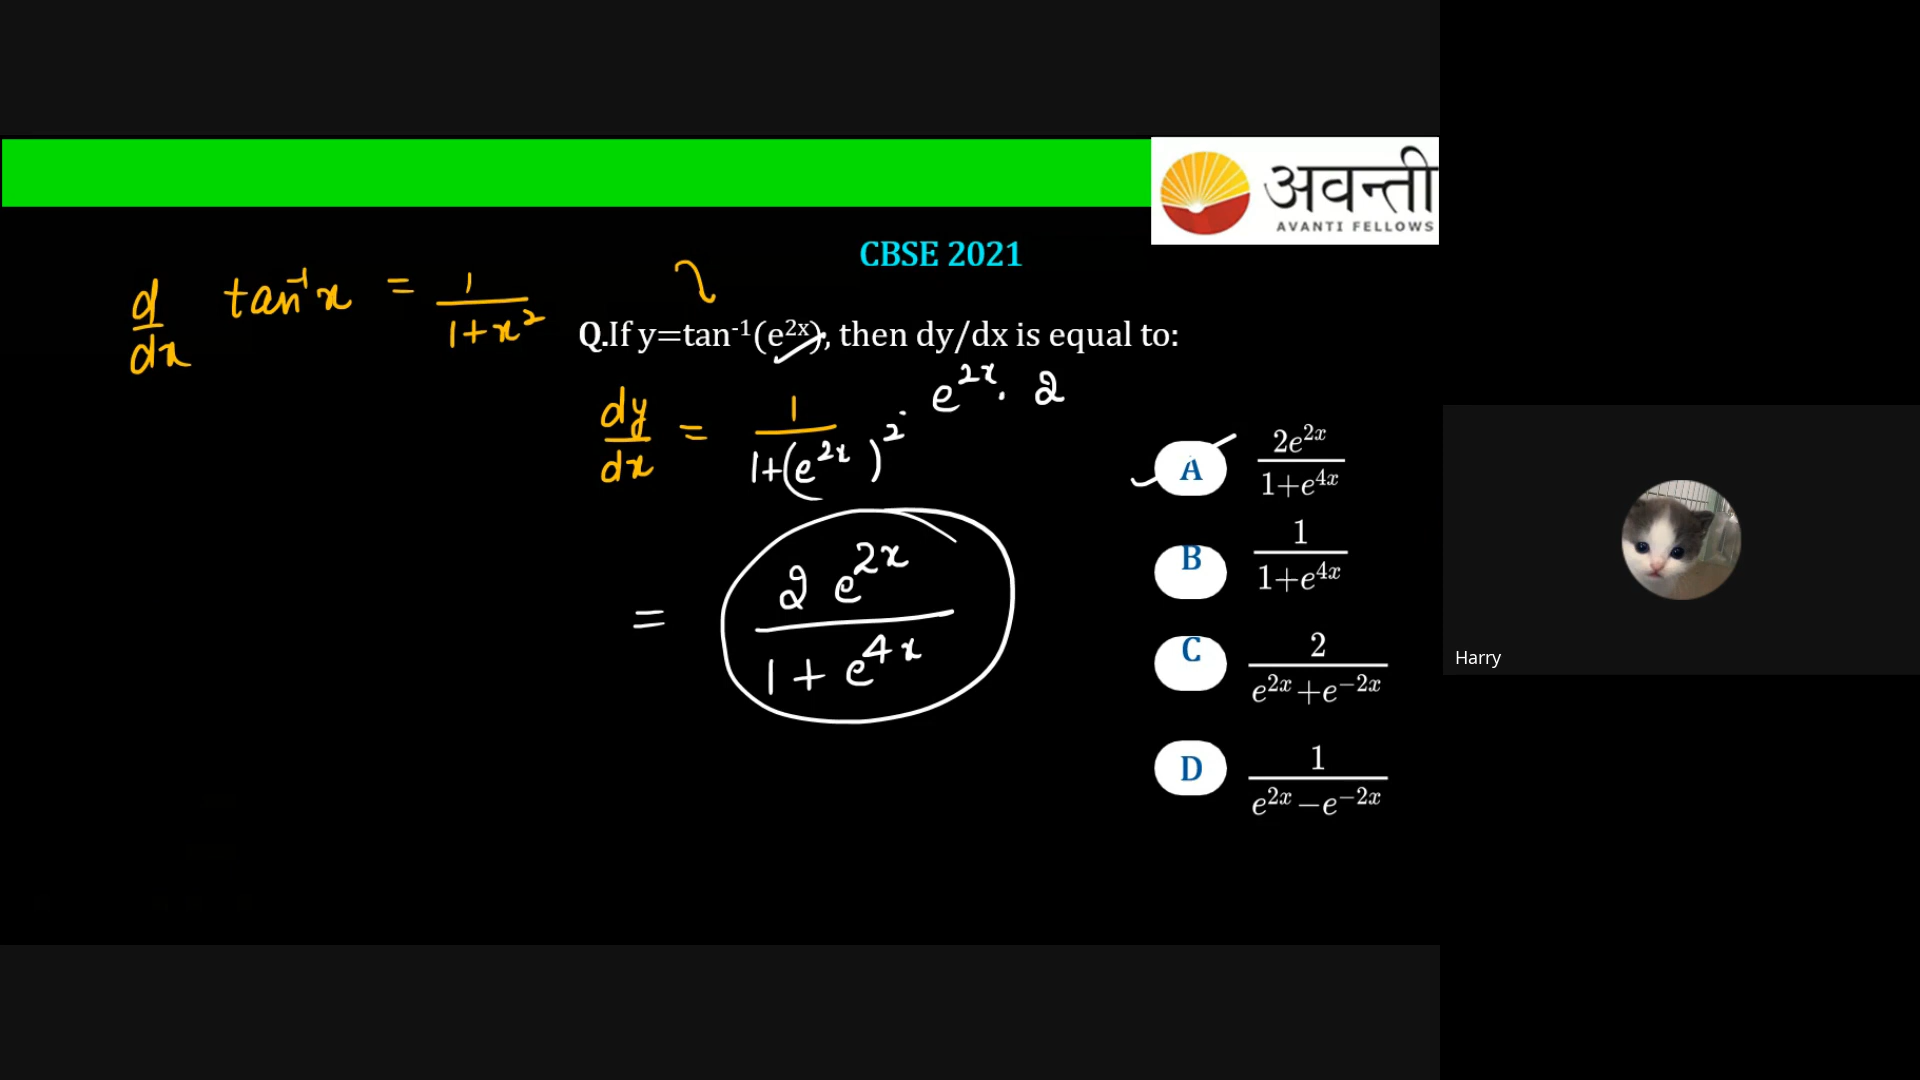 अवन्ती
AVANTI FELLOWS
CBSE 2021
d/dx tan⁻¹x = 1/(1+x²)
Q.If y=tan⁻¹(e²ˣ), then dy/dx is equal to:
dy/dx = 1/(1+(e²ˣ)²) · e²ˣ · 2
= 2 e²ˣ/(1 + e⁴ˣ)
A 2e²ˣ/(1+e⁴ˣ)
B 1/(1+e⁴ˣ)
C 2/(e²ˣ+e⁻²ˣ)
D 1/(e²ˣ−e⁻²ˣ)
Harry